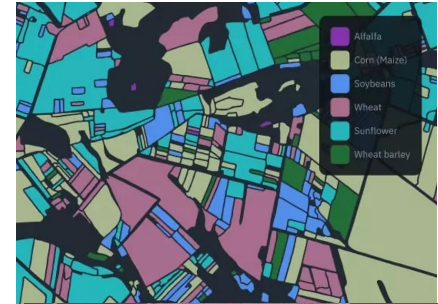 Alfalfa
Corn (Maize)
Soybeans
Wheat
Sunflower
Wheat barley